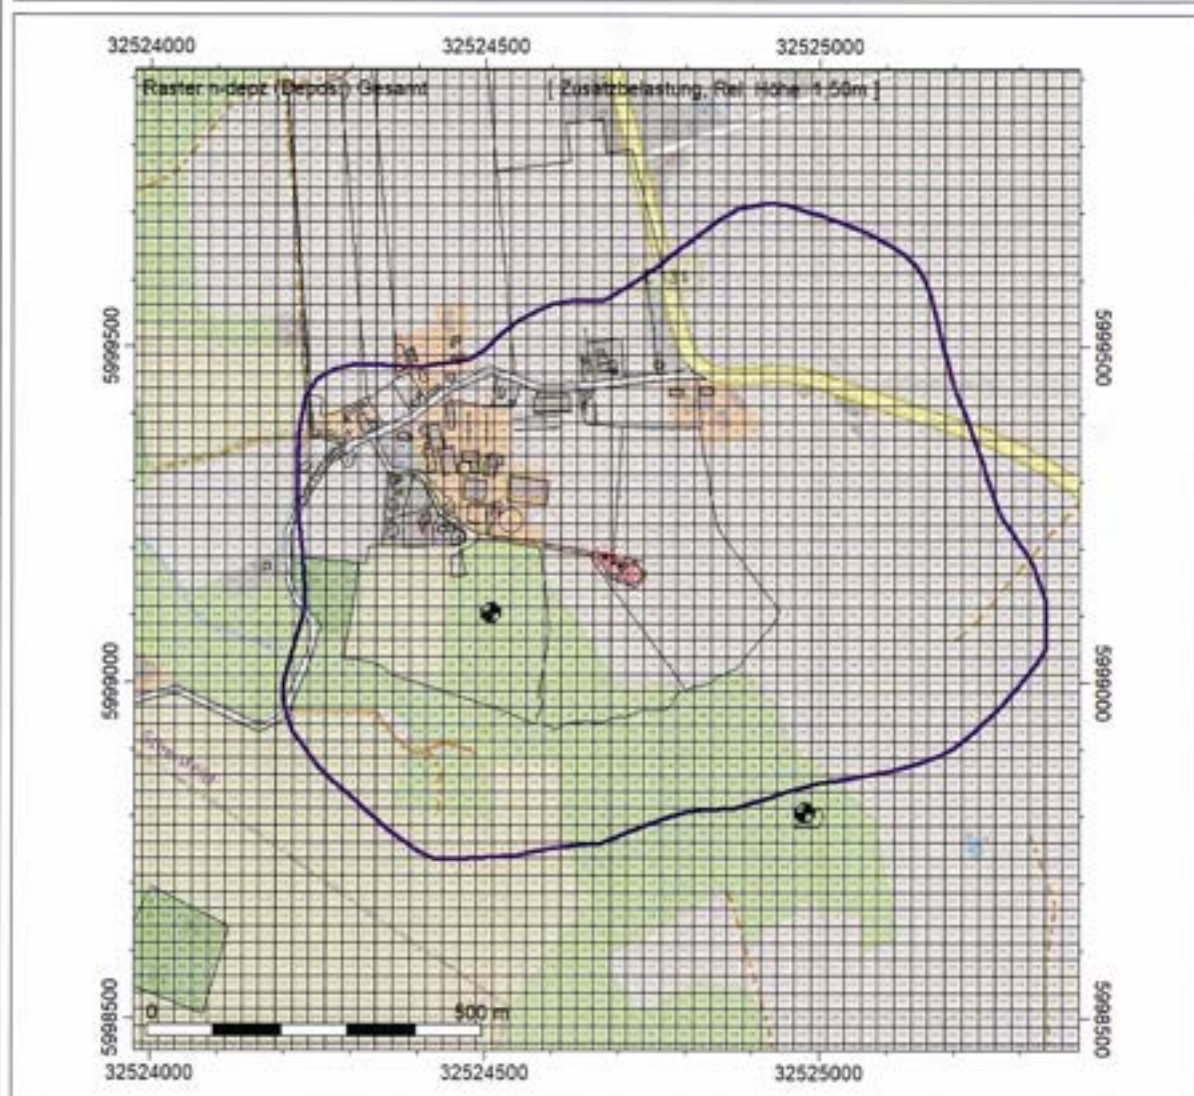 32524000 32524500 32525000
Raster n-depz (Depos.) Gesamt [ Zusatzbelastung, Rel. Höhe 1,50m ]
5999500 5999500
5999000 5999000
5998500 5998500
0 500 m
32524000 32524500 32525000